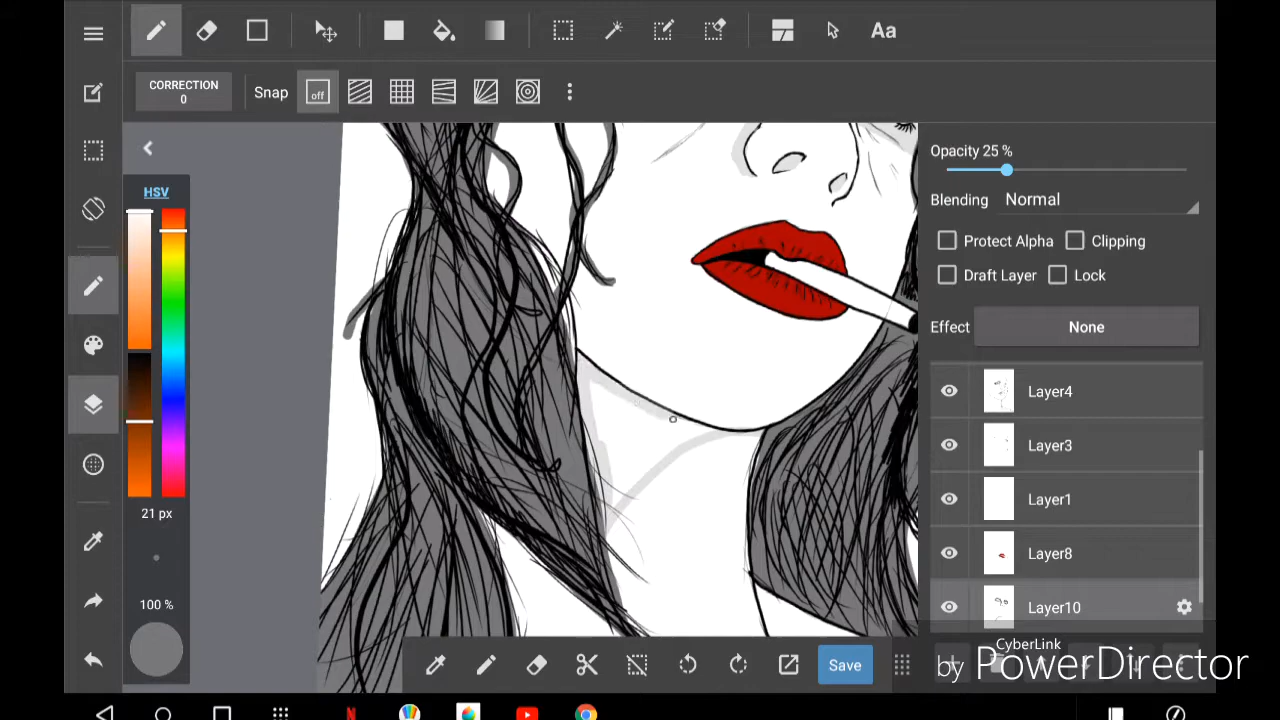 Aa
CORRECTION
0
Snap
off
HSV
21 px
100 %
Opacity 25 %
Blending Normal
Protect Alpha Clipping
Draft Layer Lock
Effect None
Layer4
Layer3
Layer1
Layer8
Layer10
Save
CyberLink
by PowerDirector